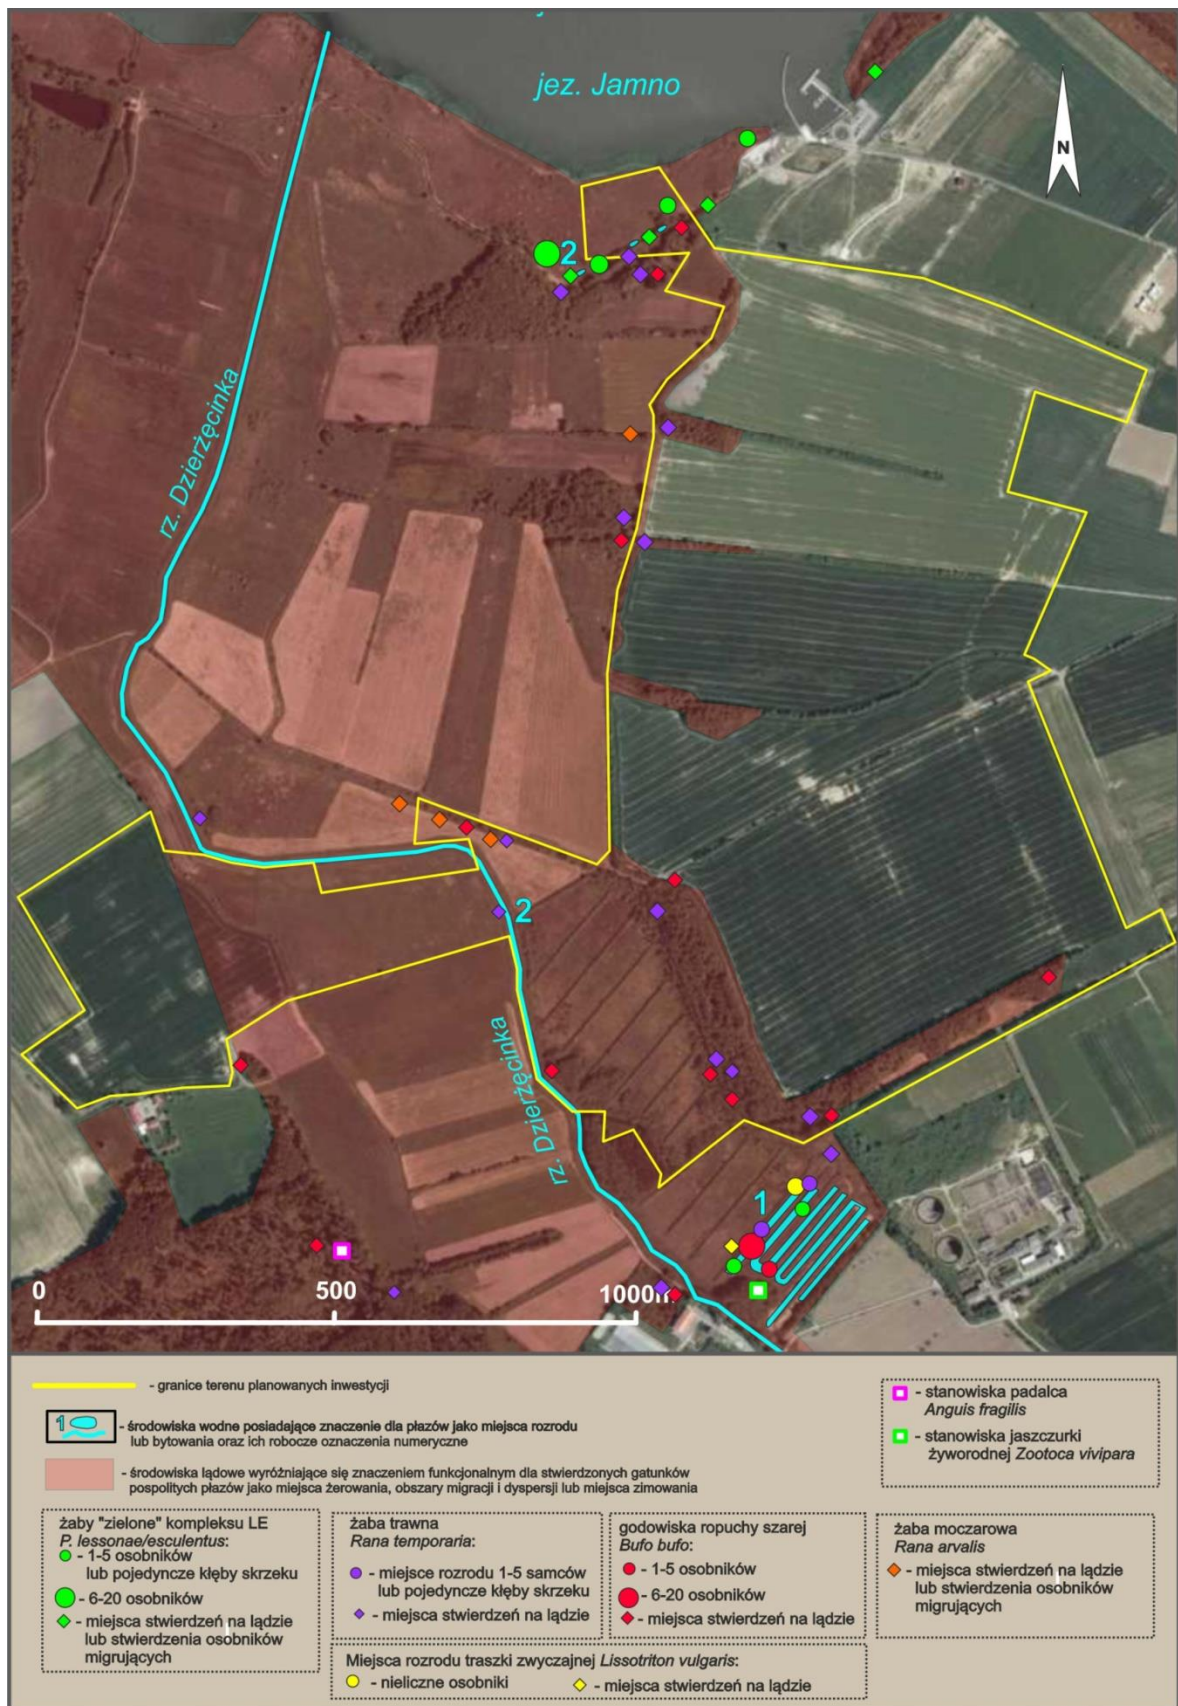 j
jez. Jamno
N
2
rz. Dzierżęcinka
2
rz. Dzierżęcinka
1
0
500
1000m
- granice terenu planowanych inwestycji
1
- środowiska wodne posiadające znaczenie dla płazów jako miejsca rozrodu
lub bytowania oraz ich robocze oznaczenia numeryczne
- środowiska lądowe wyróżniające się znaczeniem funkcjonalnym dla stwierdzonych gatunków
pospolitych płazów jako miejsca żerowania, obszary migracji i dyspersji lub miejsca zimowania
- stanowiska padalca
Anguis fragilis
- stanowiska jaszczurki
żyworodnej Zootoca vivipara
żaby "zielone" kompleksu LE
P. lessonae/esculentus:
- 1-5 osobników
lub pojedyncze kłęby skrzeku
- 6-20 osobników
- miejsca stwierdzeń na lądzie
lub stwierdzenia osobników
migrujących
żaba trawna
Rana temporaria:
- miejsce rozrodu 1-5 samców
lub pojedyncze kłęby skrzeku
- miejsca stwierdzeń na lądzie
godowiska ropuchy szarej
Bufo bufo:
- 1-5 osobników
- 6-20 osobników
- miejsca stwierdzeń na lądzie
żaba moczarowa
Rana arvalis
- miejsca stwierdzeń na lądzie
lub stwierdzenia osobników
migrujących
Miejsca rozrodu traszki zwyczajnej Lissotriton vulgaris:
- nieliczne osobniki
- miejsca stwierdzeń na lądzie